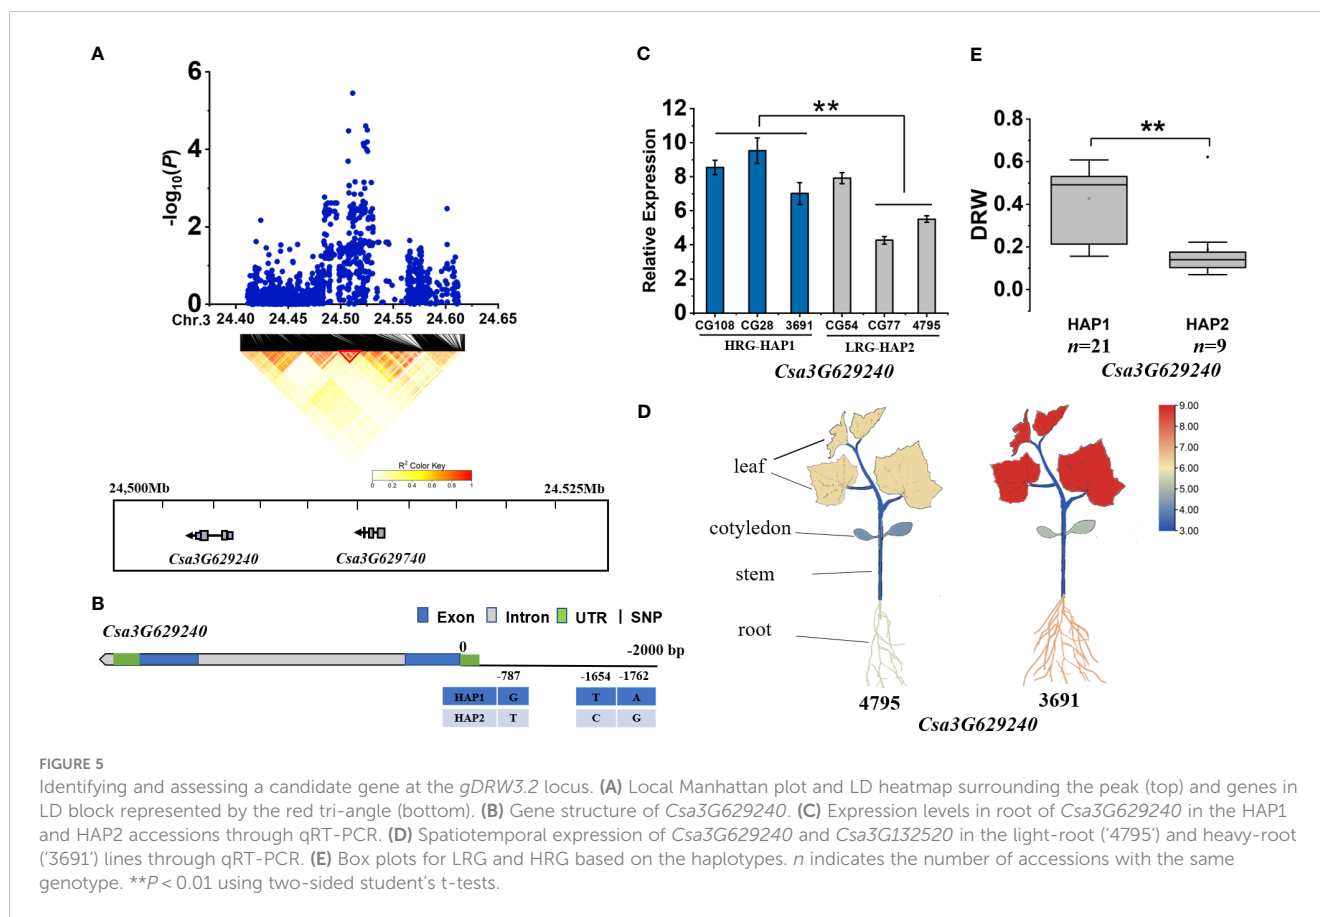 A
6
4
2
0
-log10(P)
Chr.3
24.40 24.45 24.50 24.55 24.60 24.65
R² Color Key
0 0.2 0.4 0.6 0.8 1
24,500Mb 24.525Mb
Csa3G629240
Csa3G629740
B
Exon Intron UTR | SNP
Csa3G629240
0
-2000 bp
-787 -1654 -1762
HAP1 G T A
HAP2 T C G
C
12
10
8
6
4
2
0
Relative Expression
**
CG108 CG28 3691 CG54 CG77 4795
HRG-HAP1 LRG-HAP2
Csa3G629240
E
0.8
0.6
0.4
0.2
0.0
DRW
**
HAP1 HAP2
n=21 n=9
Csa3G629240
D
leaf
cotyledon
stem
root
4795 3691
Csa3G629240
9.00
8.00
7.00
6.00
5.00
4.00
3.00
FIGURE 5
Identifying and assessing a candidate gene at the gDRW3.2 locus. (A) Local Manhattan plot and LD heatmap surrounding the peak (top) and genes in
LD block represented by the red tri-angle (bottom). (B) Gene structure of Csa3G629240. (C) Expression levels in root of Csa3G629240 in the HAP1
and HAP2 accessions through qRT-PCR. (D) Spatiotemporal expression of Csa3G629240 and Csa3G132520 in the light-root (‘4795’) and heavy-root
(‘3691’) lines through qRT-PCR. (E) Box plots for LRG and HRG based on the haplotypes. n indicates the number of accessions with the same
genotype. **P < 0.01 using two-sided student’s t-tests.